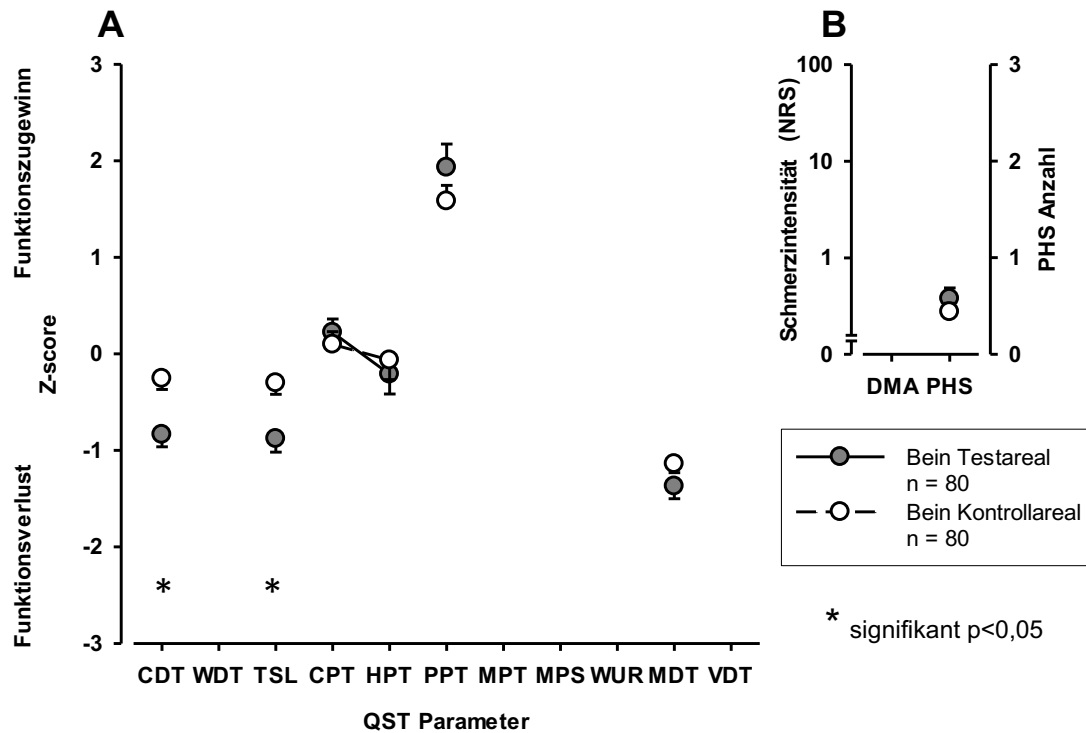 A
Funktionszugewinn
Z-score
Funktionsverlust
3
2
1
0
-1
-2
-3
* *
CDT WDT TSL CPT HPT PPT MPT MPS WUR MDT VDT
QST Parameter
B
Schmerzintensität (NRS)
100
10
1
0
3
2
1
0
PHS Anzahl
DMA PHS
Bein Testareal
n = 80
Bein Kontrollareal
n = 80
* signifikant p<0,05